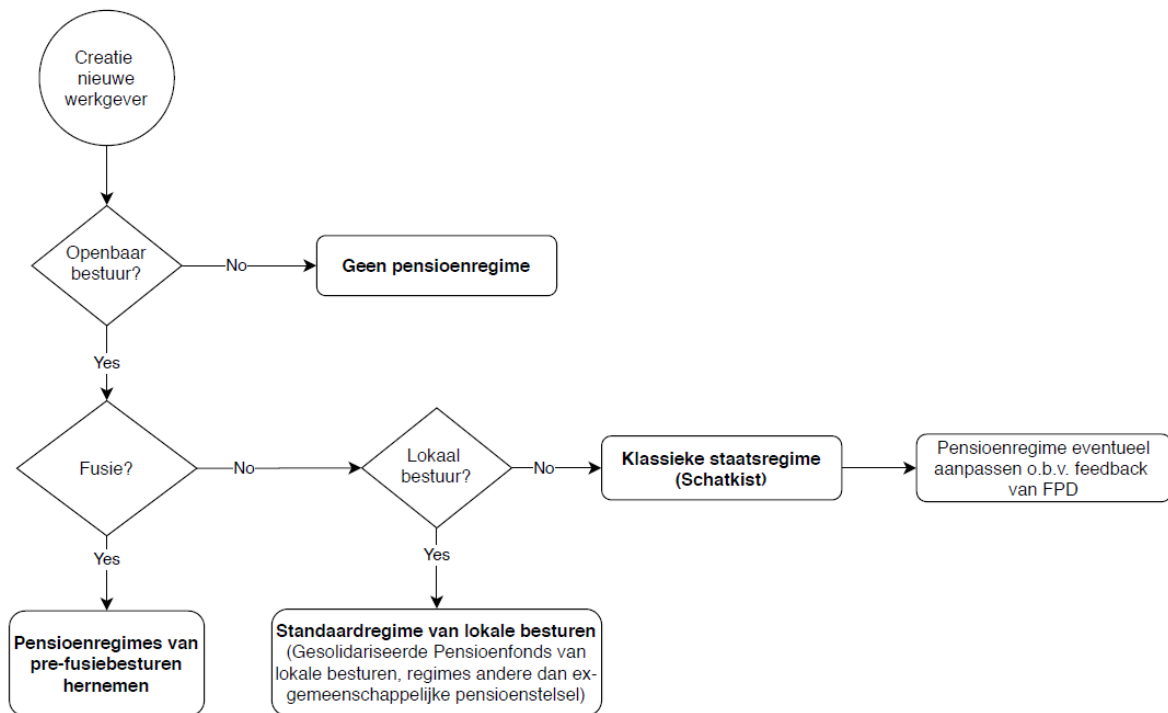 Creatie
nieuwe
werkgever
Openbaar
bestuur?
No
Geen pensioenregime
Yes
Fusie?
No
Lokaal
bestuur?
No
Klassieke staatsregime
(Schatkist)
Pensioenregime eventueel
aanpassen o.b.v. feedback
van FPD
Yes
Pensioenregimes van
pre-fusiebesturen
hernemen
Yes
Standaardregime van lokale besturen
(Gesolidariseerde Pensioenfonds van
lokale besturen, regimes andere dan ex-
gemeenschappelijke pensioenstelsel)